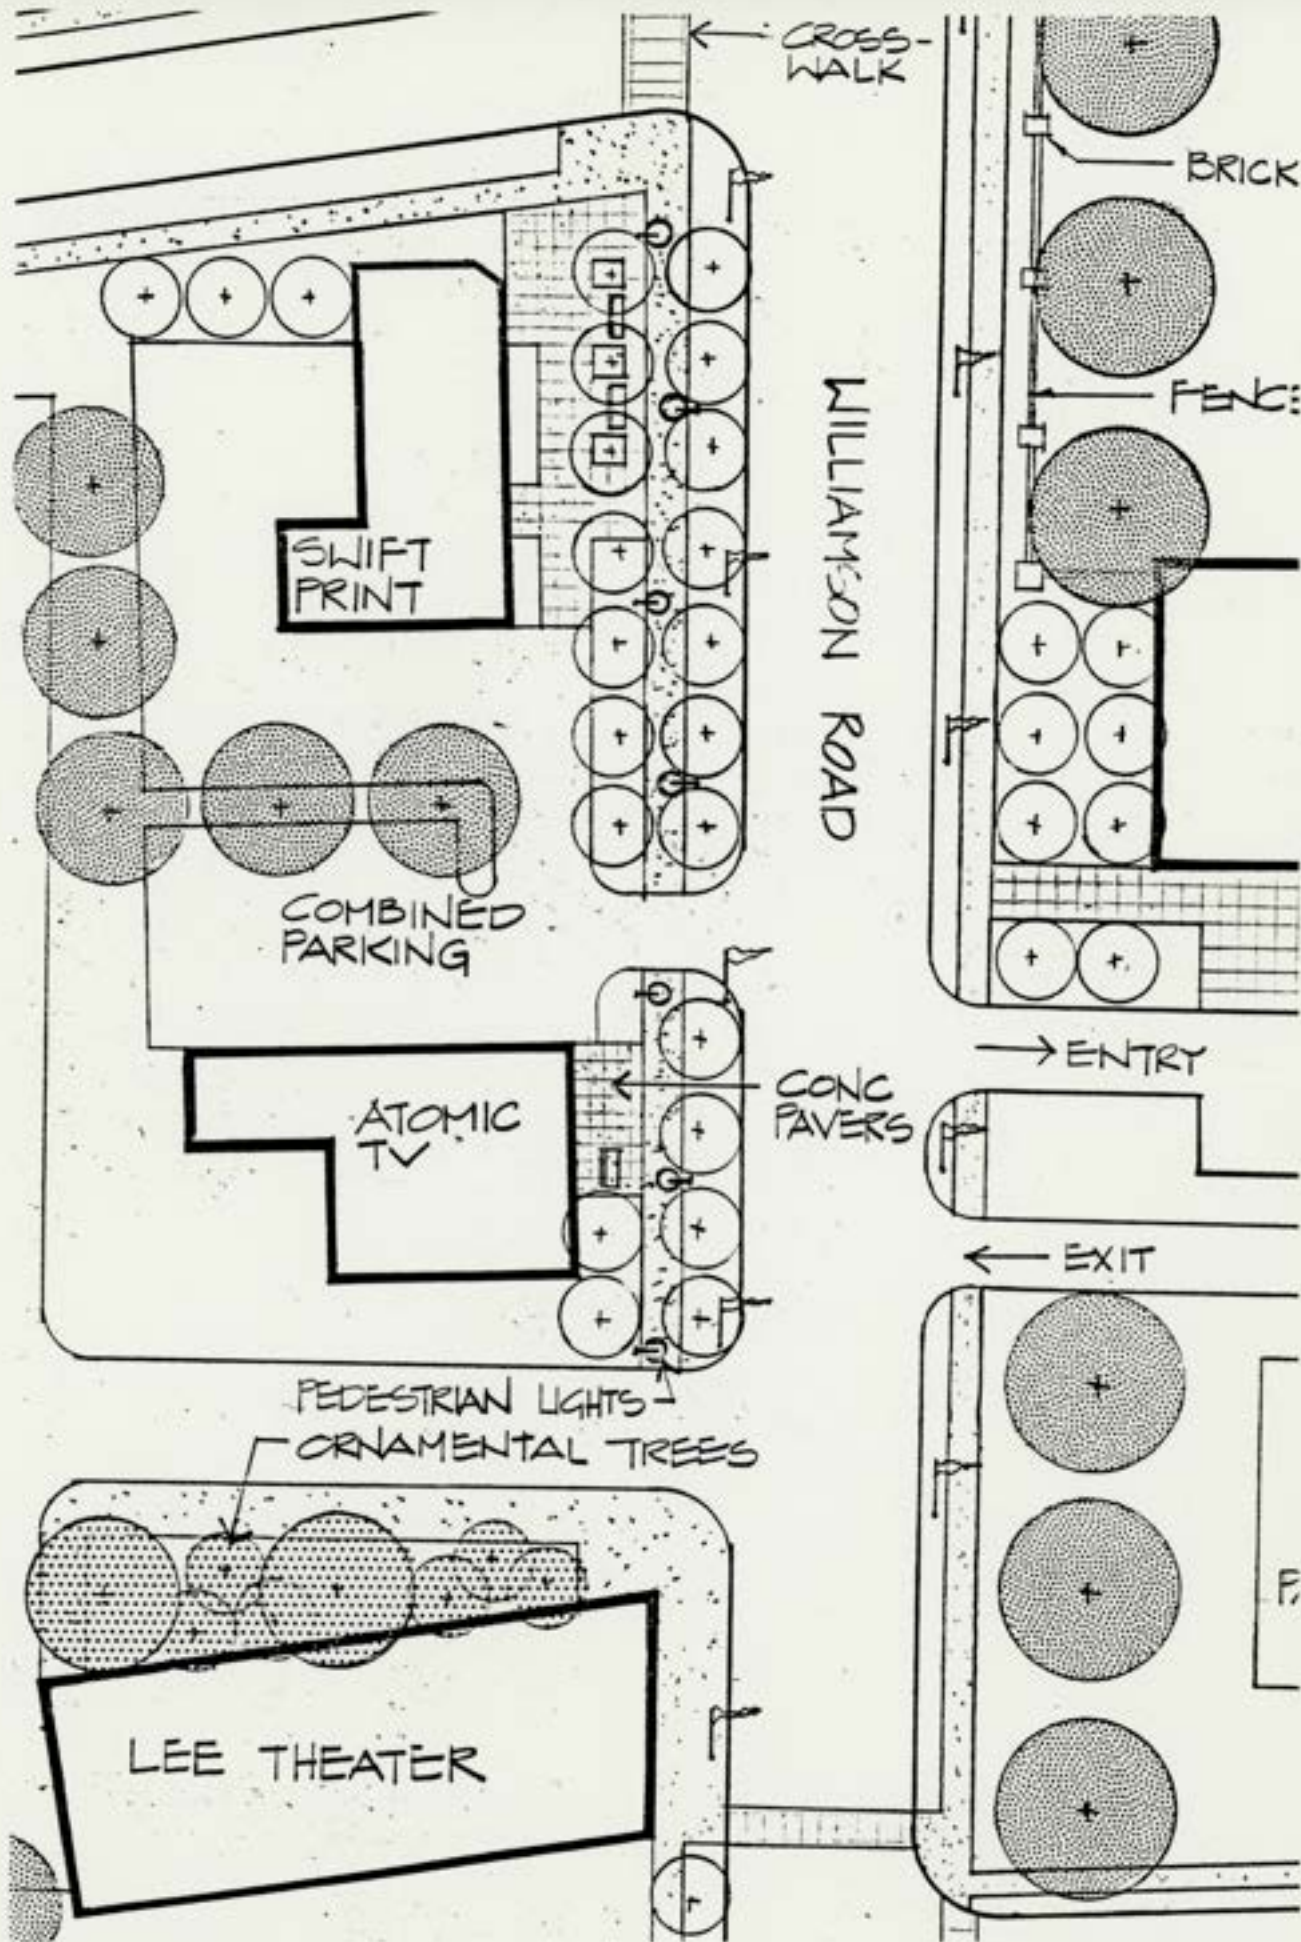 CROSS-
WALK
BRICK
FENCE
WILLIAMSON ROAD
SWIFT
PRINT
COMBINED
PARKING
ENTRY
CONC
PAVERS
ATOMIC
TV
EXIT
PEDESTRIAN LIGHTS
ORNAMENTAL TREES
LEE THEATER